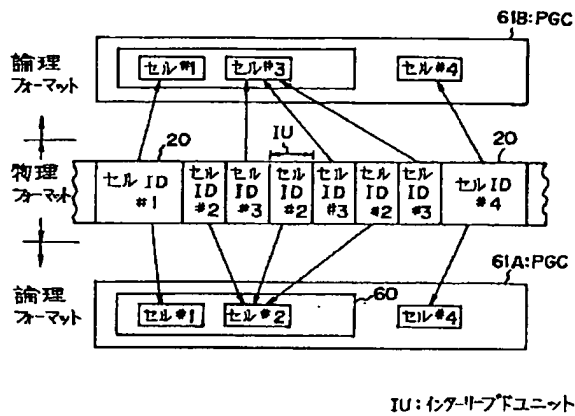 61B:PGC
論理
フォーマット
セル#1
セル#3
セル#4
IU
20
20
物理
フォーマット
セル ID
#1
セル
ID
#2
セル
ID
#3
セル
ID
#2
セル
ID
#3
セル
ID
#2
セル
ID
#3
セル ID
#4
61A:PGC
論理
フォーマット
60
セル#1
セル#2
セル#4
IU:インターリーブドユニット